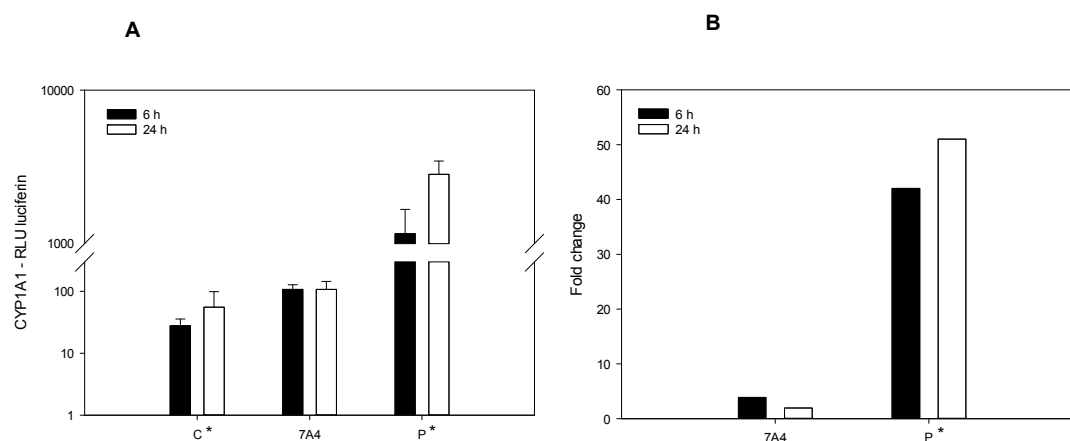 A
CYP1A1 - RLU luciferin
10000
1000
100
10
1
6 h
24 h
C *
7A4
P *
B
Fold change
60
50
40
30
20
10
0
6 h
24 h
7A4
P *